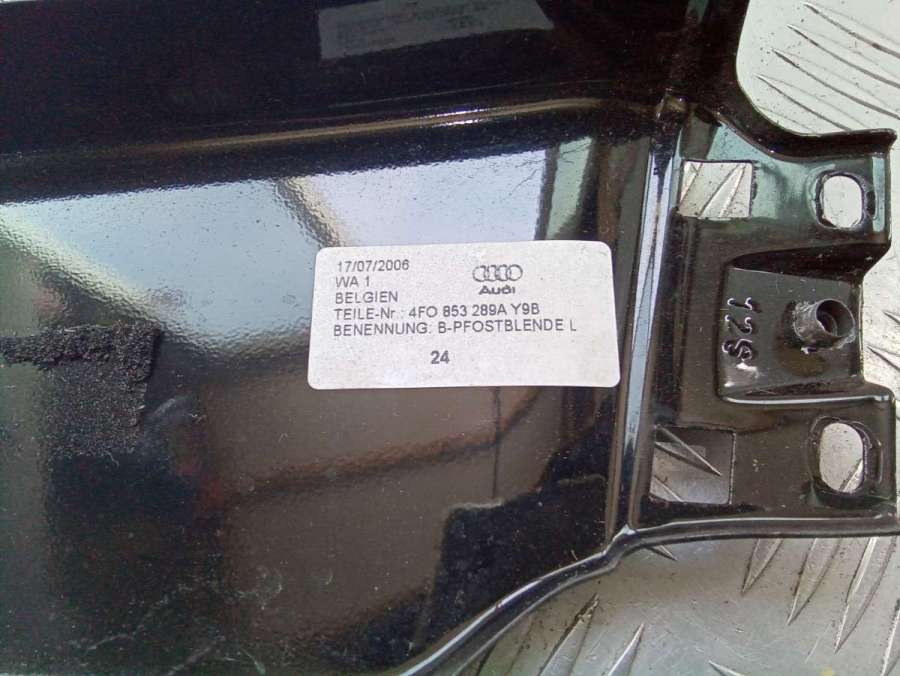 17/07/2006
Audi
WA 1
BELGIEN
TEILE-Nr.: 4FO 853 289A Y9B
BENENNUNG: B-PFOSTBLENDE L
24